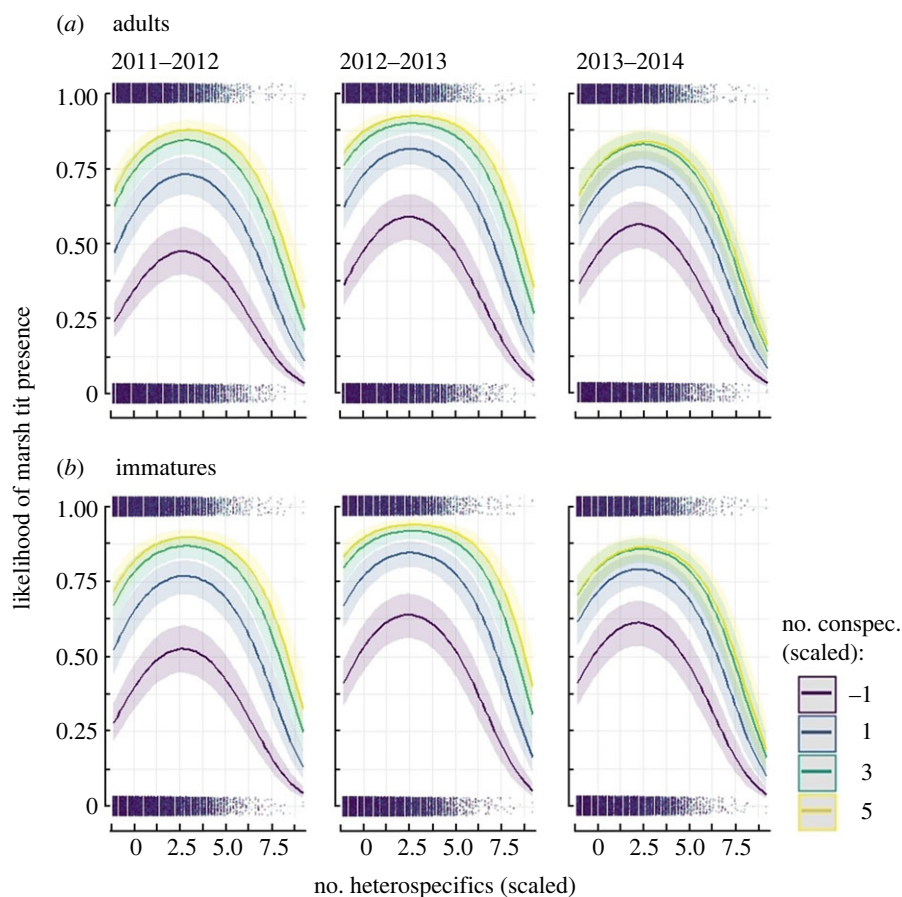 (a) adults
2011–2012 2012–2013 2013–2014
1.00
0.75
0.50
0.25
0
(b) immatures
1.00
0.75
0.50
0.25
0
0 2.5 5.0 7.5 0 2.5 5.0 7.5 0 2.5 5.0 7.5
no. heterospecifics (scaled)
likelihood of marsh tit presence
no. conspec.
(scaled):
–1
1
3
5